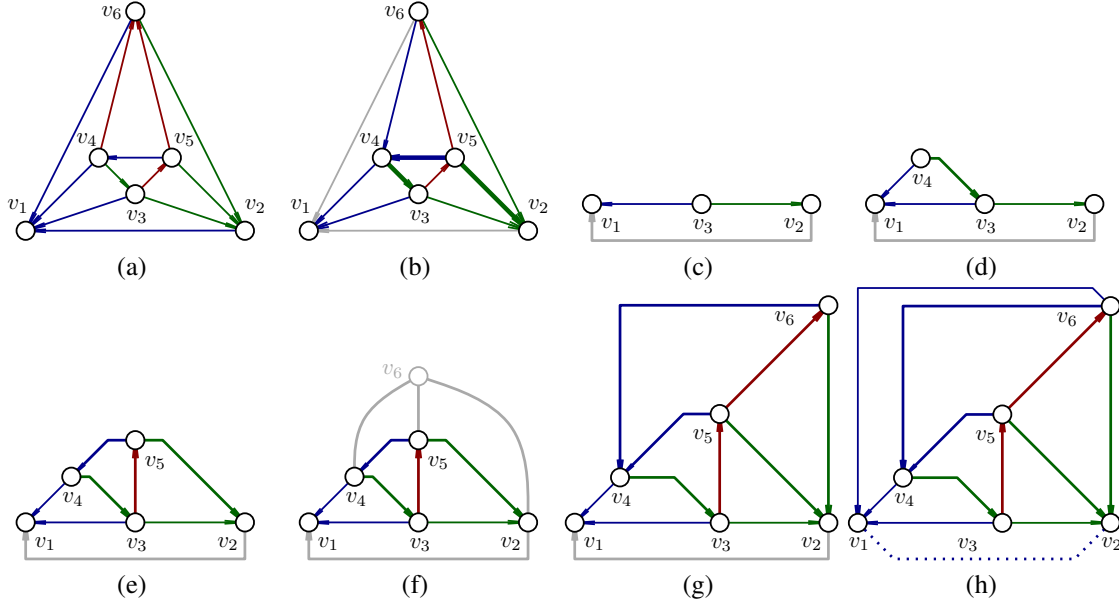 v₆ v₆
v₄ v₅ v₄ v₅
v₁ v₃ v₂ v₁ v₃ v₂ v₁ v₃ v₂ v₄ v₁ v₃ v₂
(a) (b) (c) (d)
v₆ v₆ v₆
v₅ v₅ v₅ v₅
v₄ v₄ v₄ v₄
v₁ v₃ v₂ v₁ v₃ v₂ v₁ v₃ v₂ v₁ v₃ v₂
(e) (f) (g) (h)